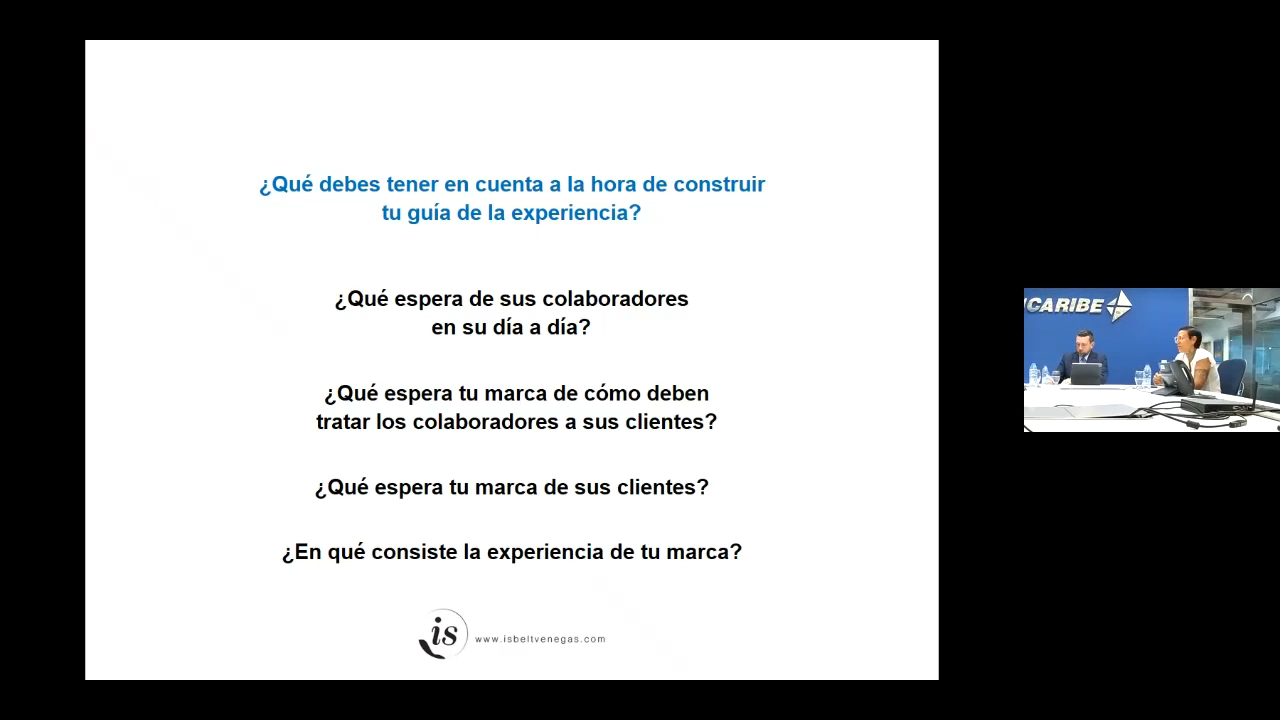 ¿Qué debes tener en cuenta a la hora de construir
tu guía de la experiencia?
¿Qué espera de sus colaboradores
en su día a día?
¿Qué espera tu marca de cómo deben
tratar los colaboradores a sus clientes?
¿Qué espera tu marca de sus clientes?
¿En qué consiste la experiencia de tu marca?
is
www.isbeltvenegas.com
CARIBE